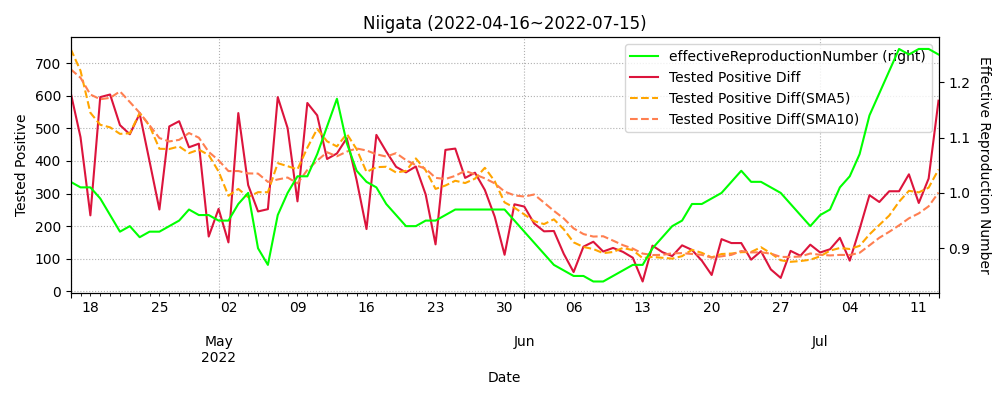 Niigata (2022-04-16~2022-07-15)
effectiveReproductionNumber (right)
Tested Positive Diff
Tested Positive Diff(SMA5)
Tested Positive Diff(SMA10)
Tested Positive
700
600
500
400
300
200
100
0
1.2
1.1
1.0
0.9
Effective Reproduction Number
18 25 02 09 16 23 30 06 13 20 27 04 11
May Jun Jul
2022
Date